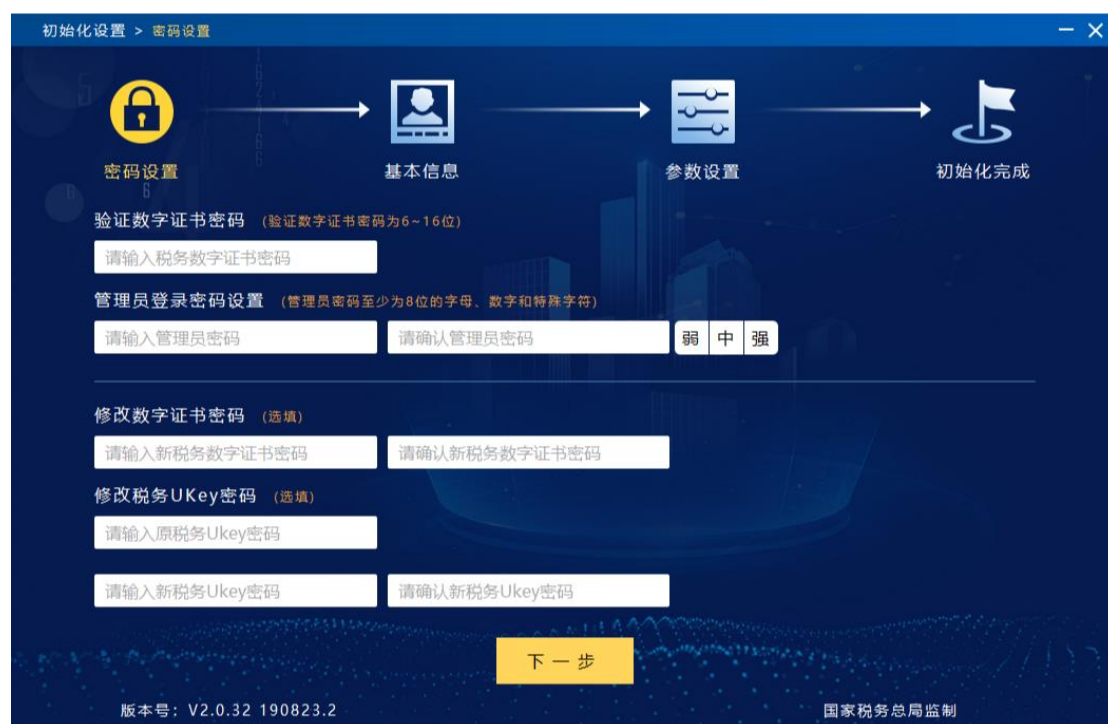 初始化设置 > 密码设置
密码设置 基本信息 参数设置 初始化完成
验证数字证书密码 (验证数字证书密码为6~16位)
请输入税务数字证书密码
管理员登录密码设置 (管理员密码至少为8位的字母、数字和特殊字符)
请输入管理员密码 请确认管理员密码 弱 中 强
修改数字证书密码 (选填)
请输入新税务数字证书密码 请确认新税务数字证书密码
修改税务UKey密码 (选填)
请输入原税务Ukey密码
请输入新税务Ukey密码 请确认新税务Ukey密码
下一步
版本号: V2.0.32 190823.2 国家税务总局监制